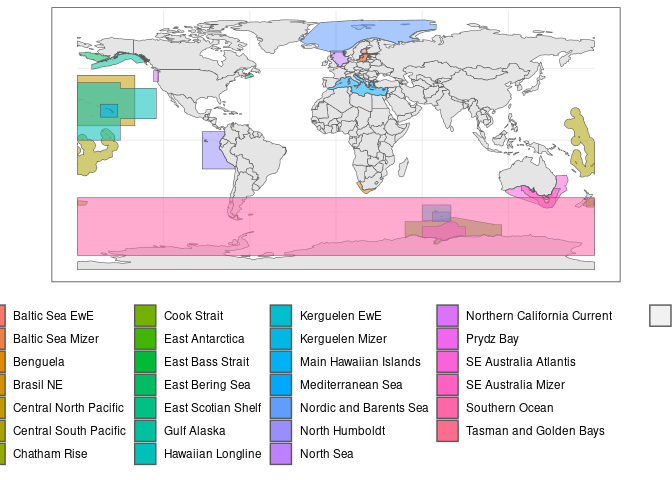 Baltic Sea EwE
Baltic Sea Mizer
Benguela
Brasil NE
Central North Pacific
Central South Pacific
Chatham Rise
Cook Strait
East Antarctica
East Bass Strait
East Bering Sea
East Scotian Shelf
Gulf Alaska
Hawaiian Longline
Kerguelen EwE
Kerguelen Mizer
Main Hawaiian Islands
Mediterranean Sea
Nordic and Barents Sea
North Humboldt
North Sea
Northern California Current
Prydz Bay
SE Australia Atlantis
SE Australia Mizer
Southern Ocean
Tasman and Golden Bays